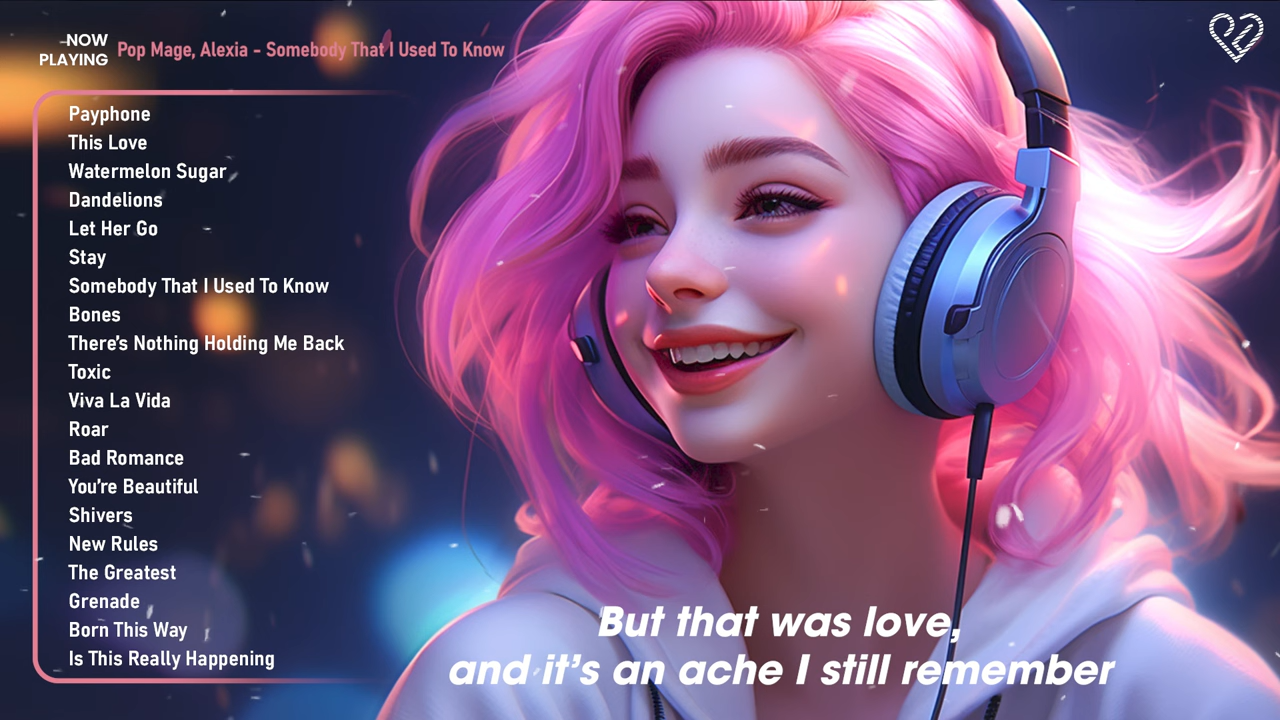 NOW
PLAYING
Pop Mage, Alexia - Somebody That I Used To Know
Payphone
This Love
Watermelon Sugar
Dandelions
Let Her Go
Stay
Somebody That I Used To Know
Bones
There's Nothing Holding Me Back
Toxic
Viva La Vida
Roar
Bad Romance
You're Beautiful
Shivers
New Rules
The Greatest
Grenade
Born This Way
Is This Really Happening
But that was love,
and it's an ache I still remember